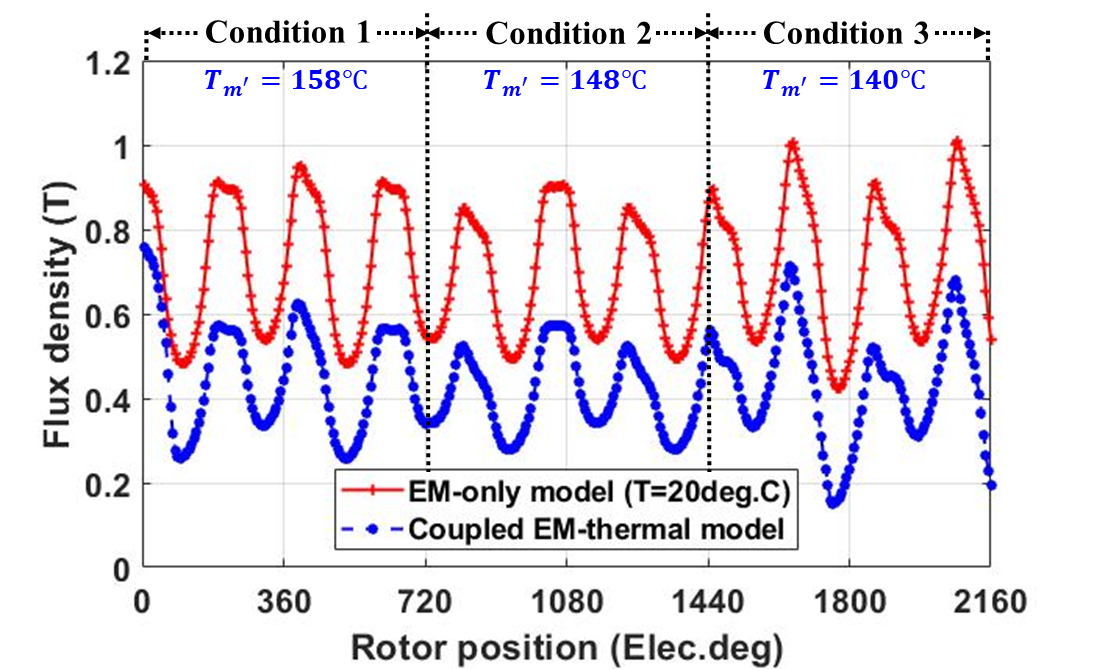 Condition 1 Condition 2 Condition 3
T_m′ = 158℃ T_m′ = 148℃ T_m′ = 140℃
1.2
1
0.8
0.6
0.4
0.2
0
Flux density (T)
EM-only model (T=20deg.C)
Coupled EM-thermal model
0 360 720 1080 1440 1800 2160
Rotor position (Elec.deg)